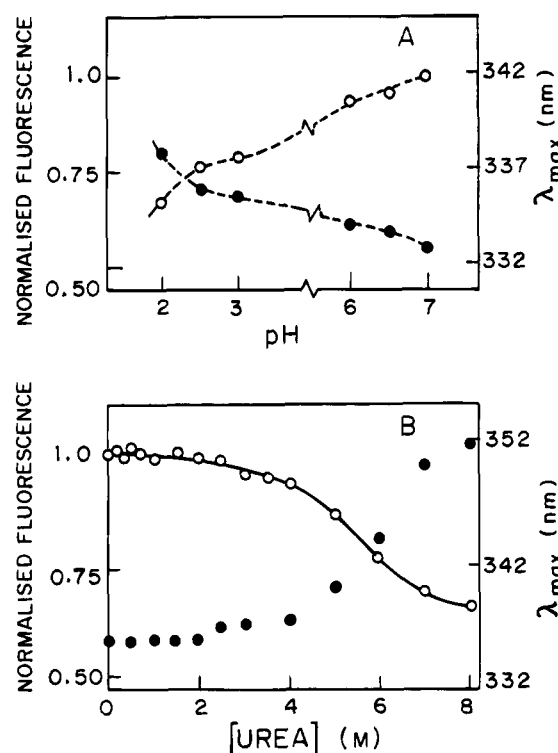 A
NORMALISED FLUORESCENCE
1.0
0.75
0.50
342
337
332
λmax (nm)
2
3
6
7
pH
B
NORMALISED FLUORESCENCE
1.0
0.75
0.50
352
342
332
λmax (nm)
0
2
4
6
8
[UREA] (M)